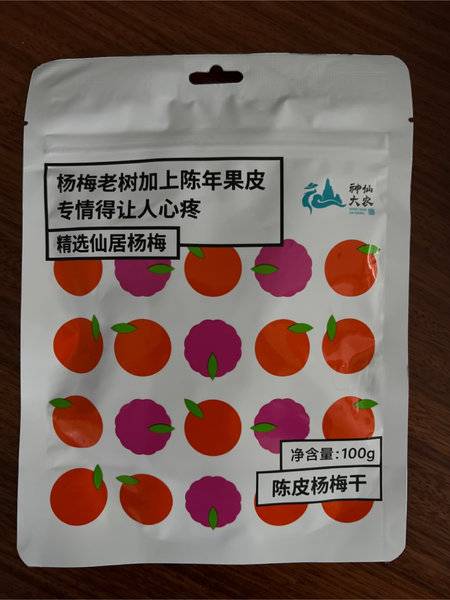 杨梅老树加上陈年果皮
专情得让人心疼
精选仙居杨梅
神仙
大农
净含量:100g
陈皮杨梅干